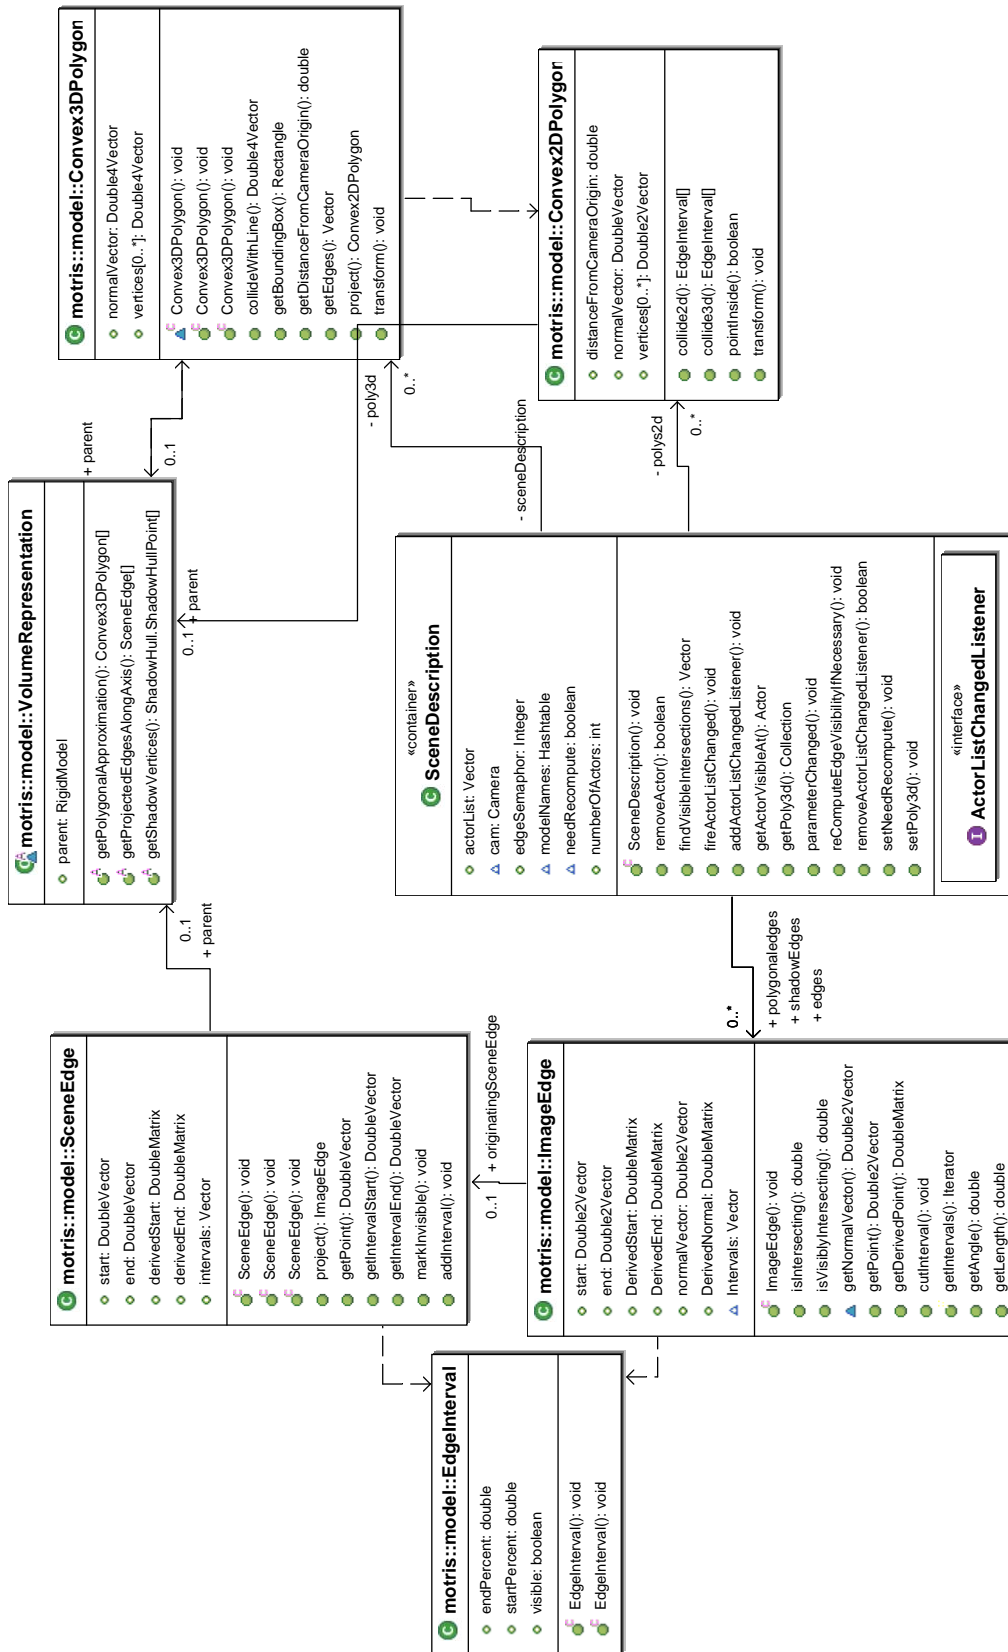 motris::model::EdgeInterval
endPercent: double
startPercent: double
visible: boolean
EdgeInterval(): void
EdgeInterval(): void
motris::model::SceneEdge
start: DoubleVector
end: DoubleVector
derivedStart: DoubleMatrix
derivedEnd: DoubleMatrix
intervals: Vector
SceneEdge(): void
SceneEdge(): void
SceneEdge(): void
project(): ImageEdge
getPoint(): DoubleVector
getIntervalStart(): DoubleVector
getIntervalEnd(): DoubleVector
markInvisible(): void
addInterval(): void
0..1
+ originatingSceneEdge
motris::model::ImageEdge
start: Double2Vector
end: Double2Vector
DerivedStart: DoubleMatrix
DerivedEnd: DoubleMatrix
normalVector: Double2Vector
DerivedNormal: DoubleMatrix
Intervals: Vector
ImageEdge(): void
isIntersecting(): double
isVisiblyIntersecting(): double
getNormalVector(): Double2Vector
getPoint(): Double2Vector
getDerivedPoint(): DoubleMatrix
cutInterval(): void
getIntervals(): Iterator
getAngle(): double
getLength(): double
motris::model::VolumeRepresentation
parent: RigidModel
getPolygonalApproximation(): Convex3DPolygon[]
getProjectedEdgesAlongAxis(): SceneEdge[]
getShadowVertices(): ShadowHull.ShadowHullPoint[]
0..1
+ parent
+ parent
0..1
0..1
+ parent
«container»
SceneDescription
actorList: Vector
cam: Camera
edgeSemaphor: Integer
modelNames: Hashtable
needRecompute: boolean
numberOfActors: int
SceneDescription(): void
removeActor(): boolean
findVisibleIntersections(): Vector
fireActorListChanged(): void
addActorListChangedListener(): void
getActorVisibleAt(): Actor
getPoly3d(): Collection
parameterChanged(): void
reComputeEdgeVisibilityIfNecessary(): void
removeActorListChangedListener(): boolean
setNeedRecompute(): void
setPoly3d(): void
«interface»
ActorListChangedListener
0..*
+ polygonaledges
+ shadowEdges
+ edges
- sceneDescription
- poly3d
0..*
- polys2d
0..*
motris::model::Convex3DPolygon
normalVector: Double4Vector
vertices[0..*]: Double4Vector
Convex3DPolygon(): void
Convex3DPolygon(): void
Convex3DPolygon(): void
collideWithLine(): Double4Vector
getBoundingBox(): Rectangle
getDistanceFromCameraOrigin(): double
getEdges(): Vector
project(): Convex2DPolygon
transform(): void
motris::model::Convex2DPolygon
distanceFromCameraOrigin: double
normalVector: DoubleVector
vertices[0..*]: Double2Vector
collide2d(): EdgeInterval[]
collide3d(): EdgeInterval[]
pointInside(): boolean
transform(): void